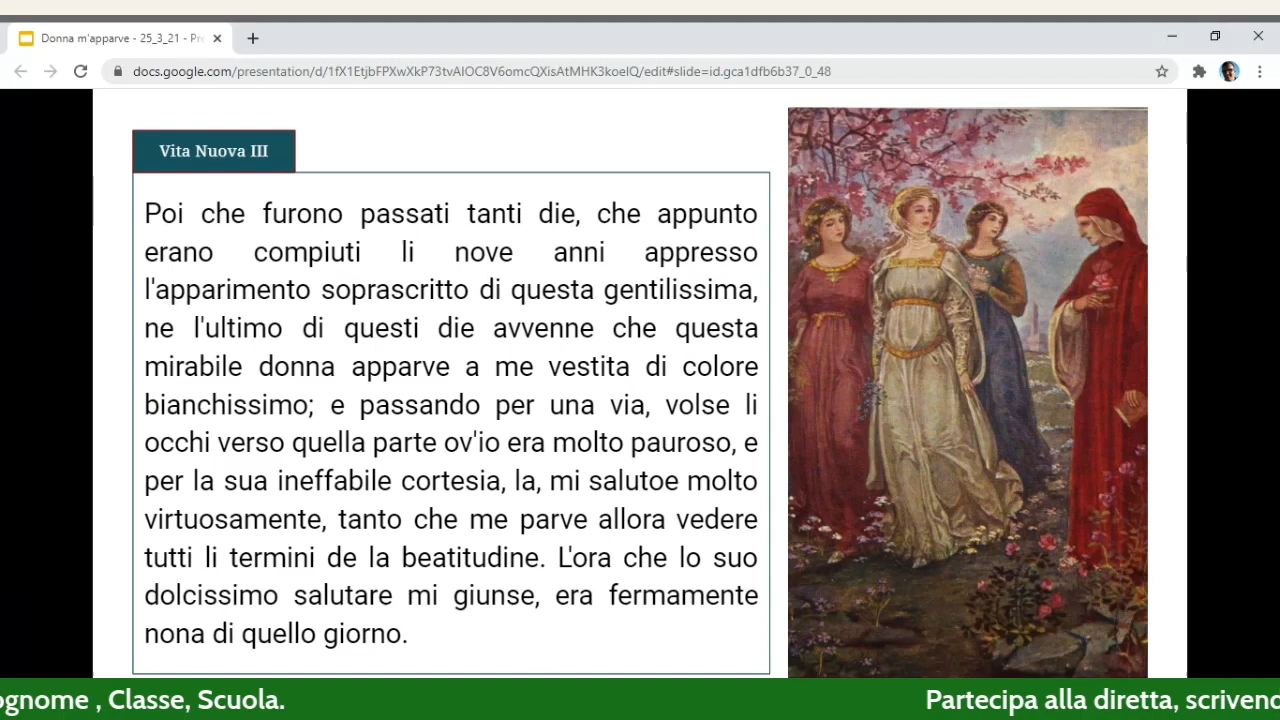 Donna m'apparve - 25_3_21 - Pr
docs.google.com/presentation/d/1fX1EtjbFPXwXkP73tvAIOC8V6omcQXisAtMHK3koelQ/edit#slide=id.gca1dfb6b37_0_48
Vita Nuova III
Poi che furono passati tanti die, che appunto
erano compiuti li nove anni appresso
l'apparimento soprascritto di questa gentilissima,
ne l'ultimo di questi die avvenne che questa
mirabile donna apparve a me vestita di colore
bianchissimo; e passando per una via, volse li
occhi verso quella parte ov'io era molto pauroso, e
per la sua ineffabile cortesia, la, mi salutoe molto
virtuosamente, tanto che me parve allora vedere
tutti li termini de la beatitudine. L'ora che lo suo
dolcissimo salutare mi giunse, era fermamente
nona di quello giorno.
ognome , Classe, Scuola. Partecipa alla diretta, scrivend